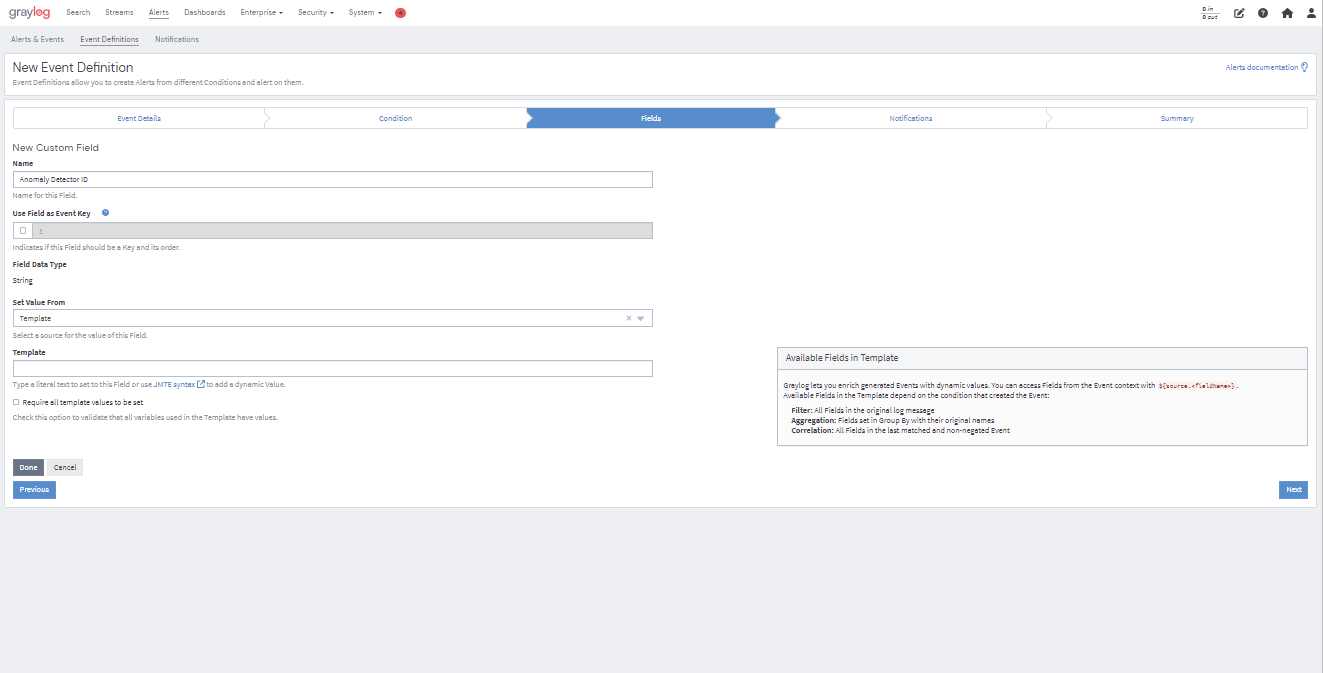 graylog Search Streams Alerts Dashboards Enterprise Security System 4 0 in
0 out
Alerts & Events Event Definitions Notifications
New Event Definition
Alerts documentation
Event Definitions allow you to create Alerts from different Conditions and alert on them.
Event Details Condition Fields Notifications Summary
New Custom Field
Name
Anomaly Detector ID
Name for this Field.
Use Field as Event Key
1
Indicates if this Field should be a Key and its order.
Field Data Type
String
Set Value From
Template
Select a source for the value of this Field.
Template
Type a literal text to set to this Field or use JMTE syntax to add a dynamic Value.
Require all template values to be set
Check this option to validate that all variables used in the Template have values.
Available Fields in Template
Graylog lets you enrich generated Events with dynamic values. You can access Fields from the Event context with ${source.<fieldName>} .
Available Fields in the Template depend on the condition that created the Event:
Filter: All Fields in the original log message
Aggregation: Fields set in Group By with their original names
Correlation: All Fields in the last matched and non-negated Event
Done Cancel
Previous Next